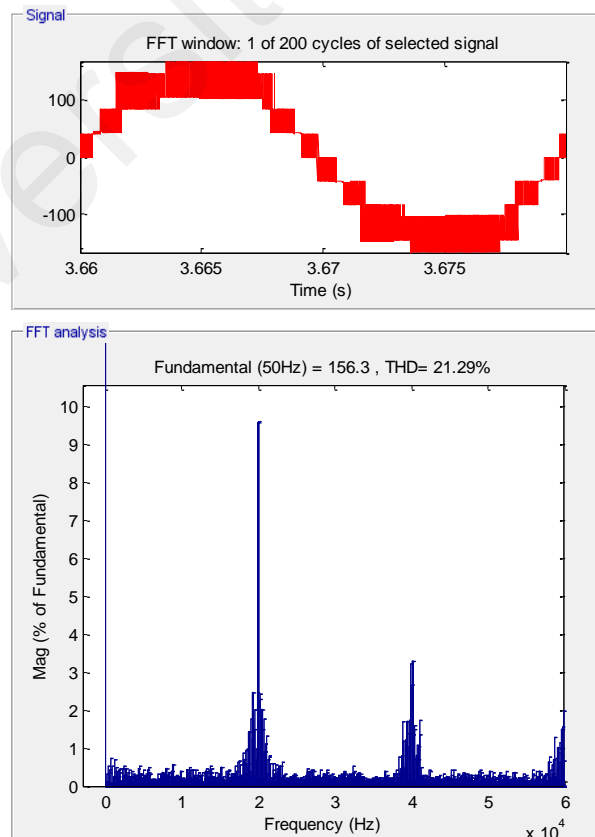 Signal
FFT window: 1 of 200 cycles of selected signal
100
0
-100
3.66 3.665 3.67 3.675
Time (s)
FFT analysis
Fundamental (50Hz) = 156.3 , THD= 21.29%
10
9
8
7
6
5
4
3
2
1
0
Mag (% of Fundamental)
0 1 2 3 4 5 6
Frequency (Hz)
x 10^4